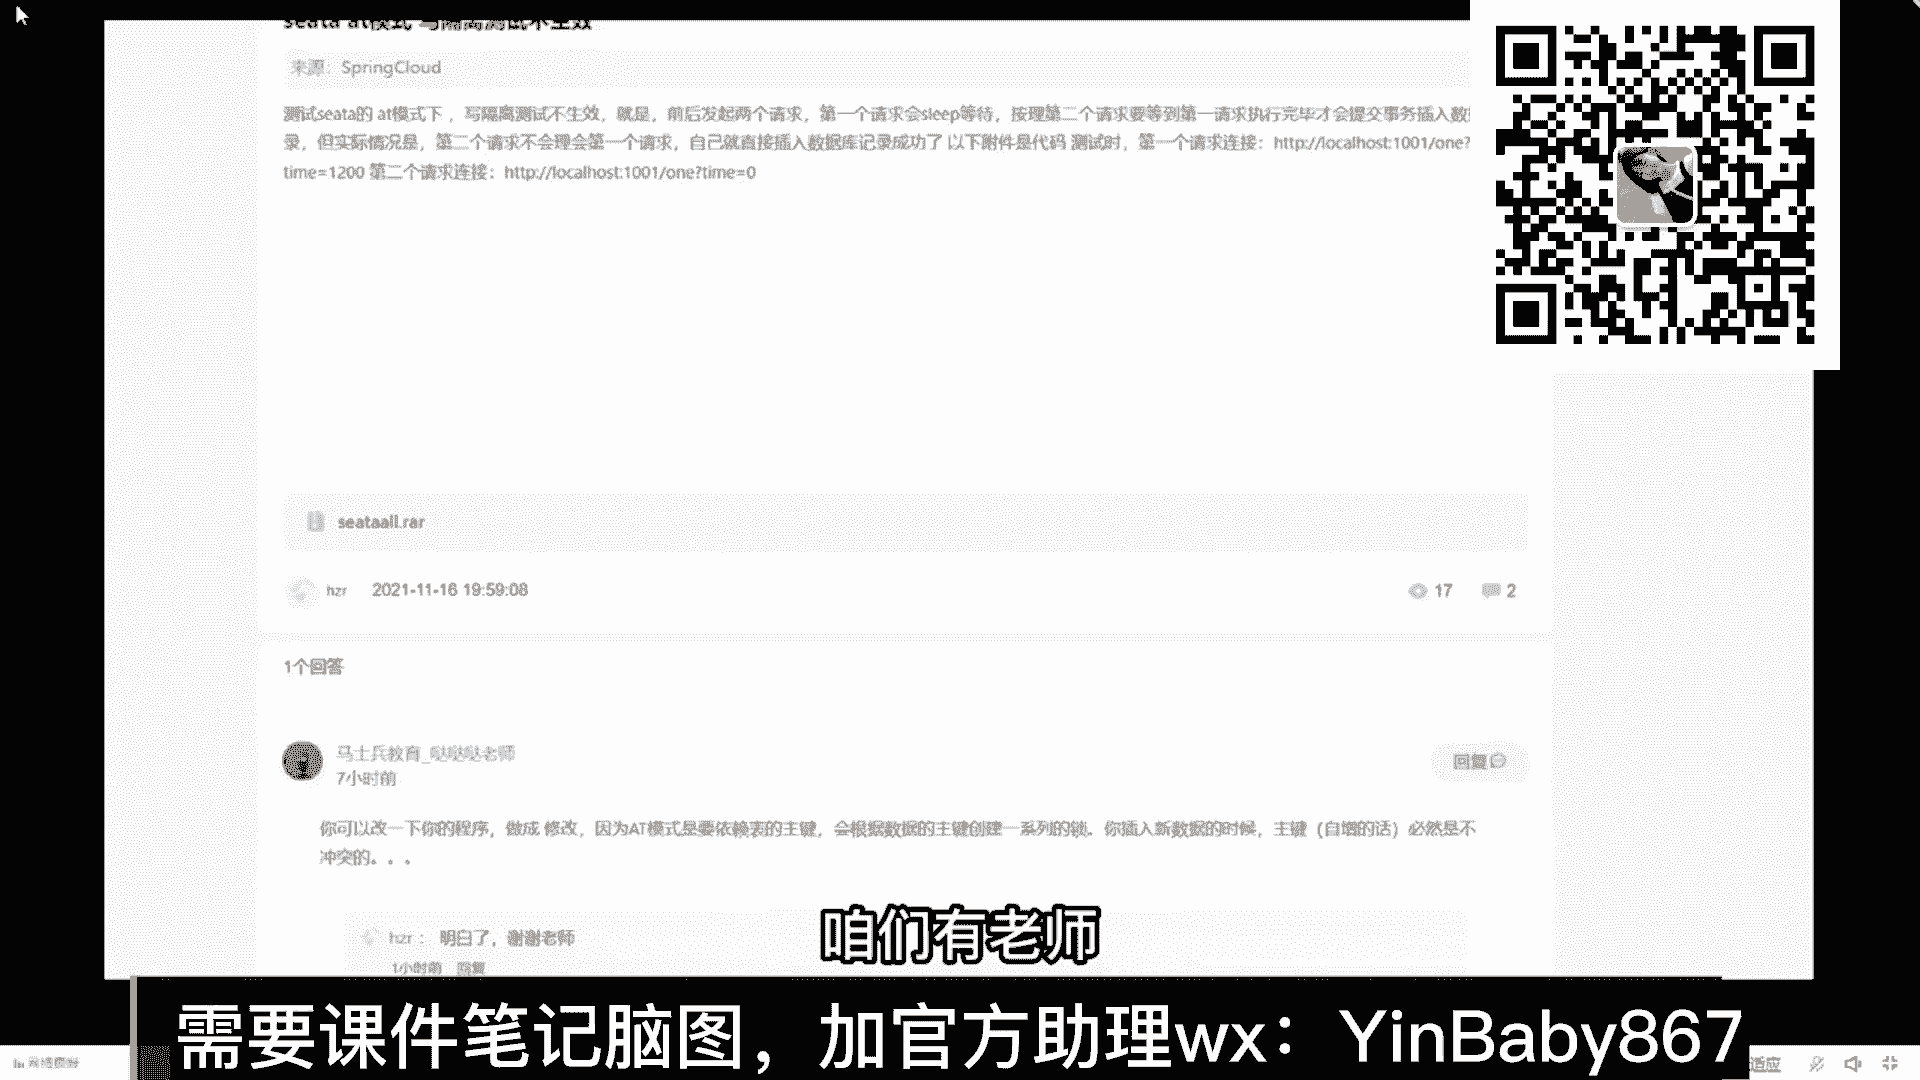 seata at模式 写隔离测试不生效
来源：SpringCloud
测试seata的 at模式下 ，写隔离测试不生效，就是，前后发起两个请求，第一个请求会sleep等待，按理第二个请求要等到第一请求执行完毕才会提交事务插入数
录，但实际情况是，第二个请求不会理会第一个请求，自己就直接插入数据库记录成功了 以下附件是代码 测试时，第一个请求连接：http://localhost:1001/one?
time=1200 第二个请求连接：http://localhost:1001/one?time=0
seataall.rar
hzr 2021-11-16 19:59:08 17 2
1个回答
马士兵教育_哒哒哒老师
7小时前
回复
你可以改一下你的程序，做成 修改，因为AT模式是要依赖表的主键，会根据数据的主键创建一系列的锁。你插入新数据的时候，主键（自增的话）必然是不
冲突的。。。
hzr： 明白了，谢谢老师
1小时前 回复
咱们有老师
需要课件笔记脑图，加官方助理wx：YinBaby867
适应